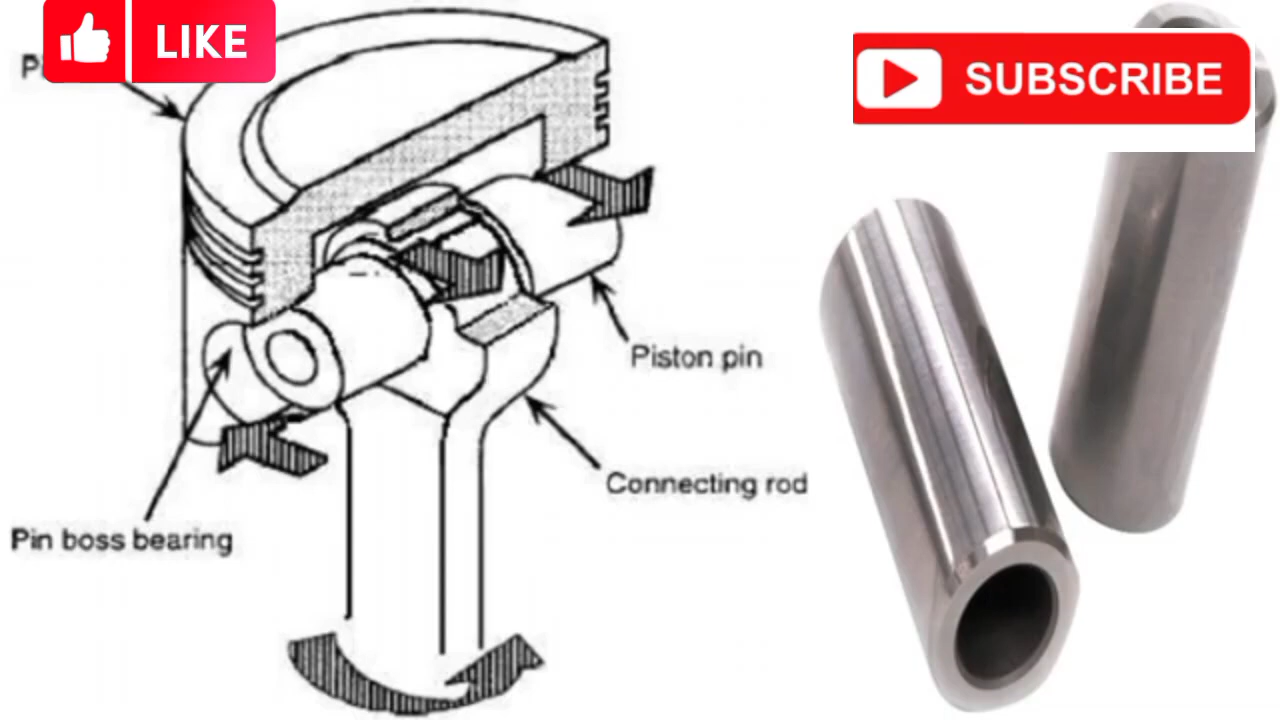 LIKE
SUBSCRIBE
Piston pin
Connecting rod
Pin boss bearing